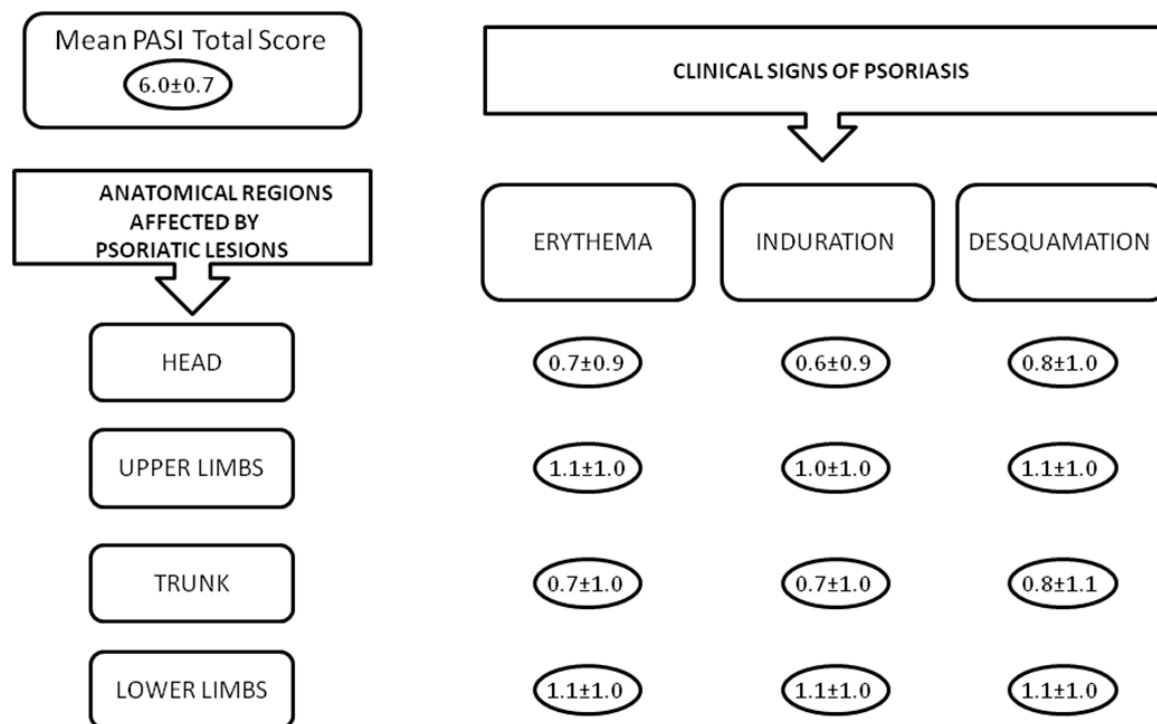 Mean PASI Total Score
6.0±0.7
CLINICAL SIGNS OF PSORIASIS
ANATOMICAL REGIONS
AFFECTED BY
PSORIATIC LESIONS
ERYTHEMA
INDURATION
DESQUAMATION
HEAD
0.7±0.9
0.6±0.9
0.8±1.0
UPPER LIMBS
1.1±1.0
1.0±1.0
1.1±1.0
TRUNK
0.7±1.0
0.7±1.0
0.8±1.1
LOWER LIMBS
1.1±1.0
1.1±1.0
1.1±1.0